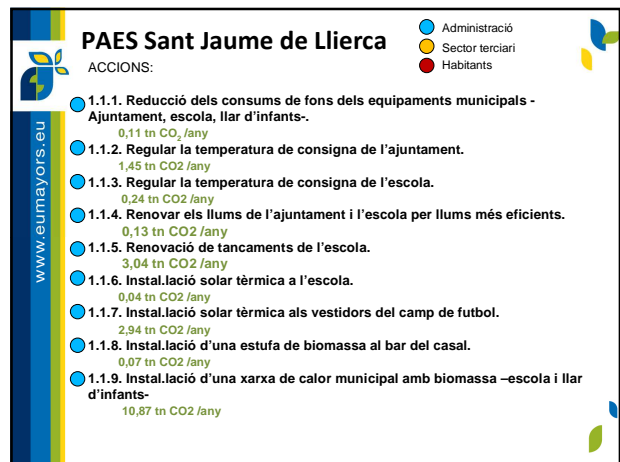 PAES Sant Jaume de Llierca
ACCIONS:
Administració
Sector terciari
Habitants
www.eumayors.eu
1.1.1. Reducció dels consums de fons dels equipaments municipals -
Ajuntament, escola, llar d'infants-.
0,11 tn CO₂ /any
1.1.2. Regular la temperatura de consigna de l'ajuntament.
1,45 tn CO2 /any
1.1.3. Regular la temperatura de consigna de l'escola.
0,24 tn CO2 /any
1.1.4. Renovar els llums de l'ajuntament i l'escola per llums més eficients.
0,13 tn CO2 /any
1.1.5. Renovació de tancaments de l'escola.
3,04 tn CO2 /any
1.1.6. Instal.lació solar tèrmica a l'escola.
0,04 tn CO2 /any
1.1.7. Instal.lació solar tèrmica als vestidors del camp de futbol.
2,94 tn CO2 /any
1.1.8. Instal.lació d'una estufa de biomassa al bar del casal.
0,07 tn CO2 /any
1.1.9. Instal.lació d'una xarxa de calor municipal amb biomassa –escola i llar
d'infants-
10,87 tn CO2 /any